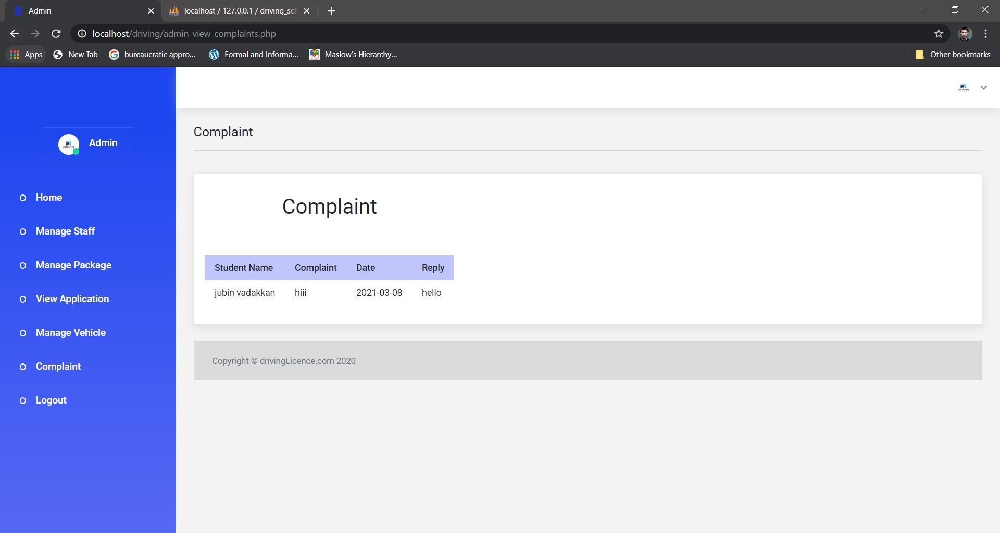 Admin
localhost / 127.0.0.1 / driving_sch
localhost/driving/admin_view_complaints.php
Apps
New Tab
bureaucratic appro...
Formal and Informa...
Maslow's Hierarchy...
Other bookmarks
Admin
Home
Manage Staff
Manage Package
View Application
Manage Vehicle
Complaint
Logout
Complaint
Complaint
Student Name Complaint Date Reply
jubin vadakkan hiii 2021-03-08 hello
Copyright © drivingLicence.com 2020